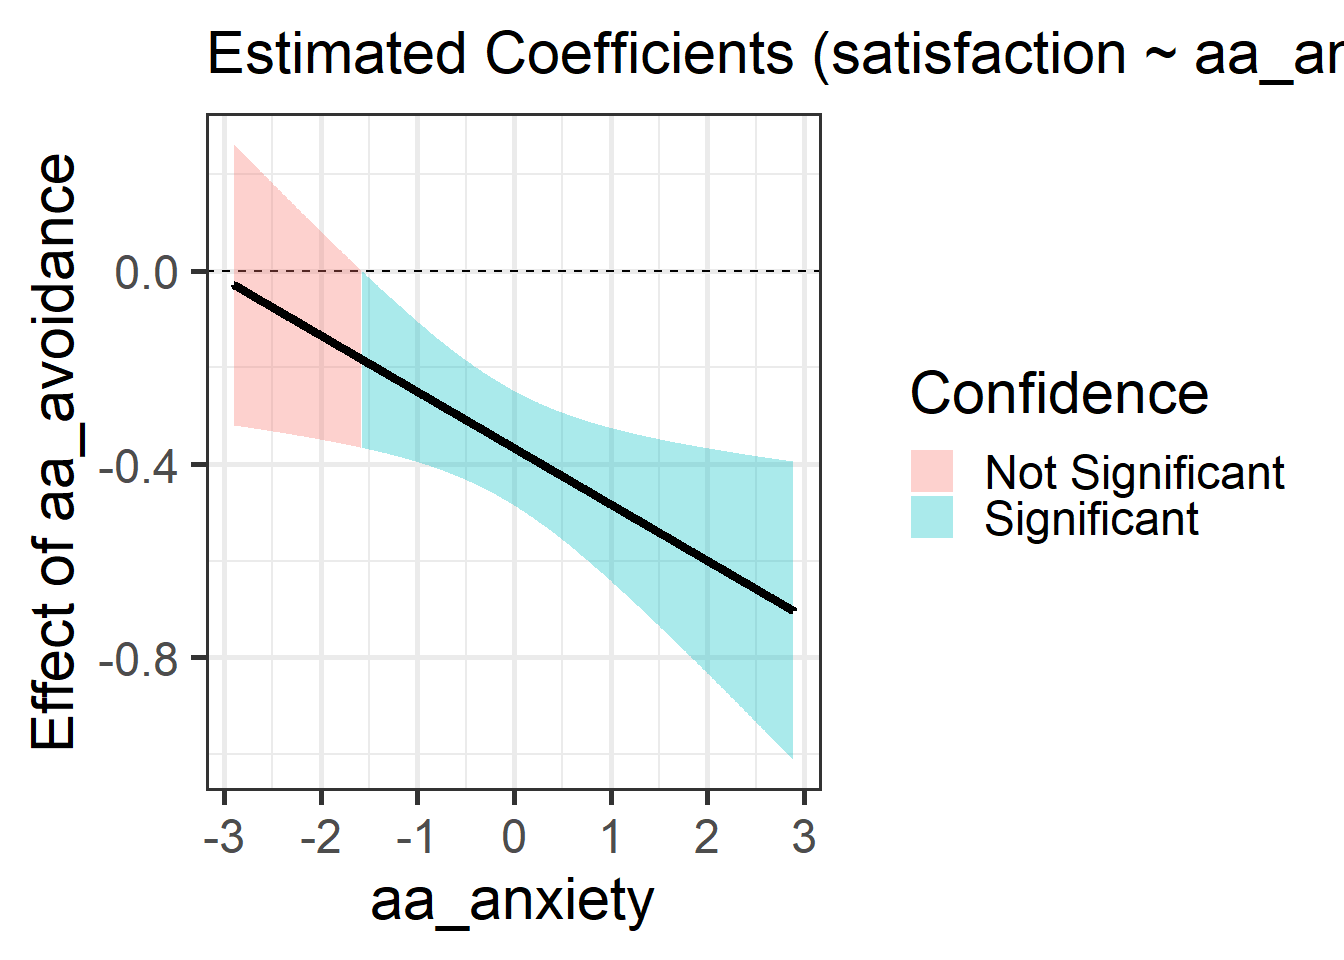 Estimated Coefficients (satisfaction ~ aa_an
Effect of aa_avoidance
0.0
-0.4
-0.8
-3 -2 -1 0 1 2 3
aa_anxiety
Confidence
Not Significant
Significant